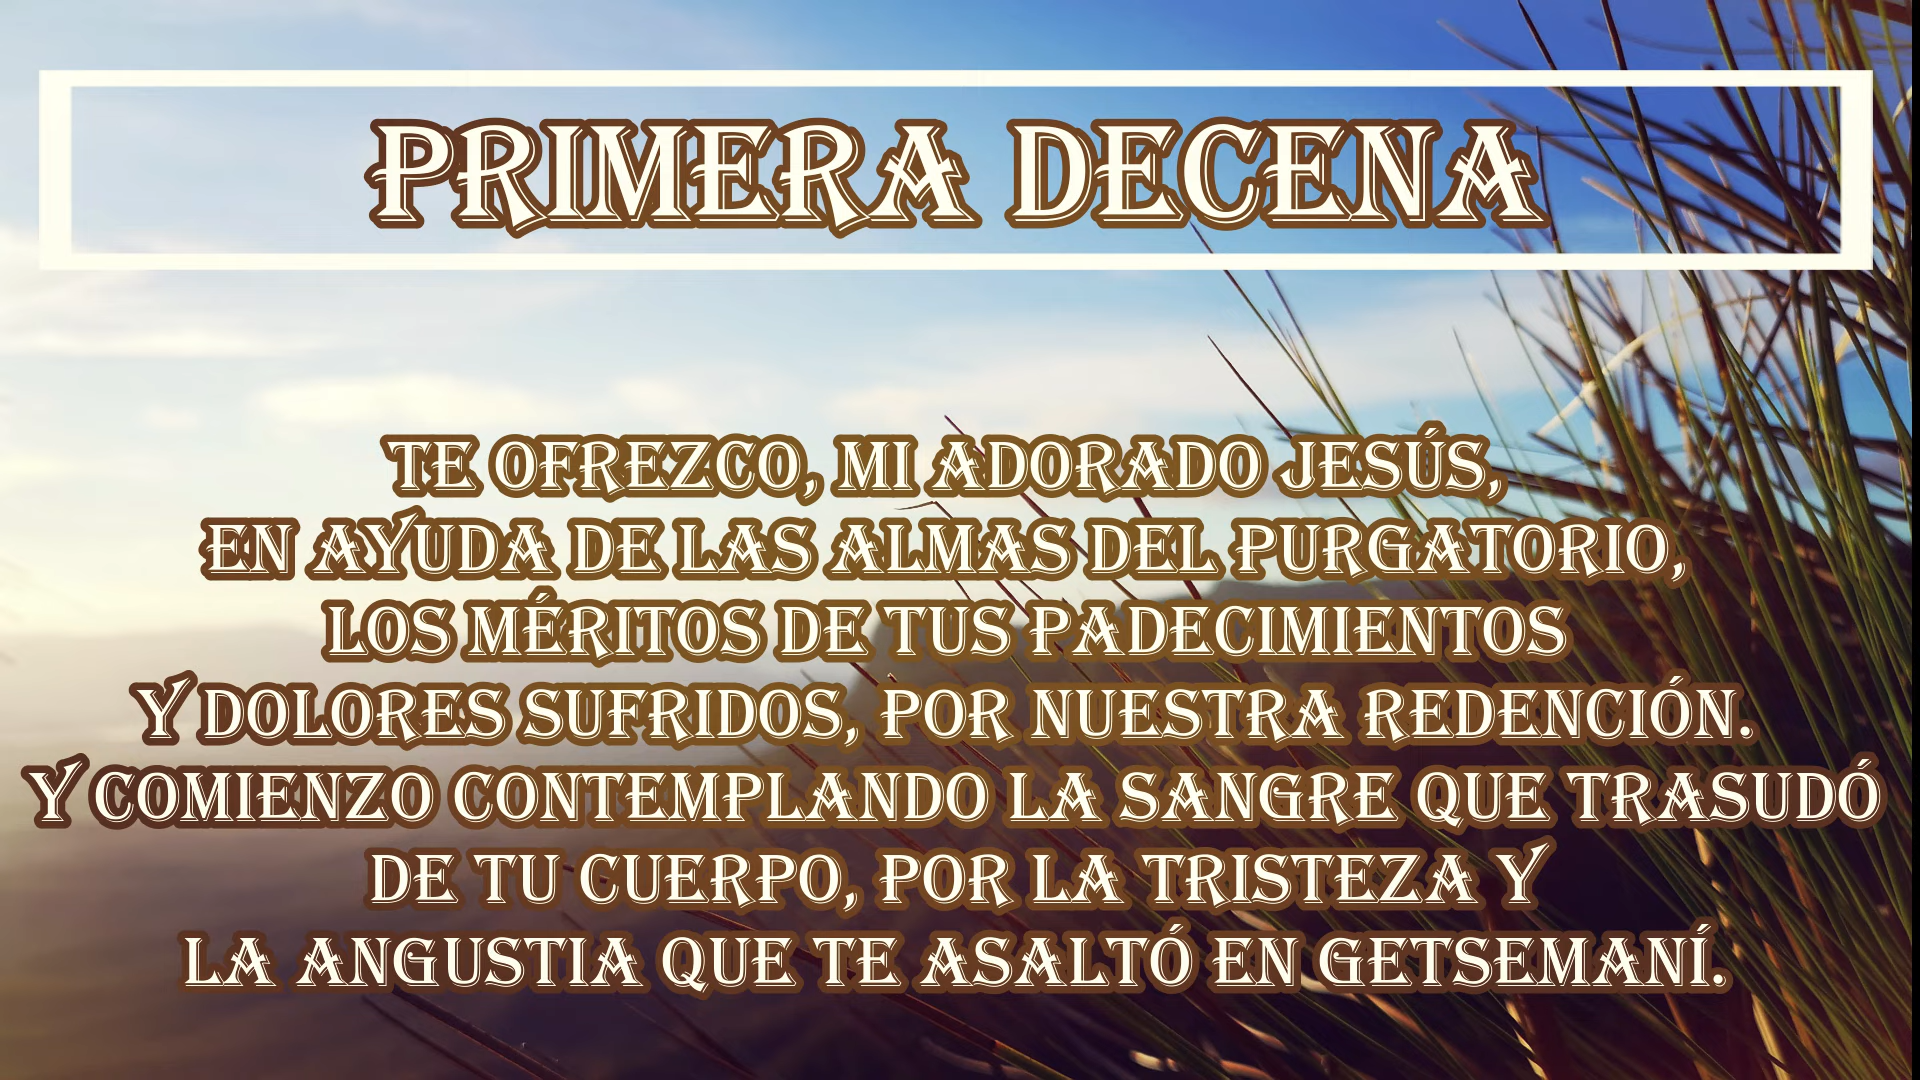 PRIMERA DECENA
TE OFREZCO, MI ADORADO JESÚS,
EN AYUDA DE LAS ALMAS DEL PURGATORIO,
LOS MÉRITOS DE TUS PADECIMIENTOS
Y DOLORES SUFRIDOS, POR NUESTRA REDENCIÓN.
Y COMIENZO CONTEMPLANDO LA SANGRE QUE TRASUDÓ
DE TU CUERPO, POR LA TRISTEZA Y
LA ANGUSTIA QUE TE ASALTÓ EN GETSEMANÍ.